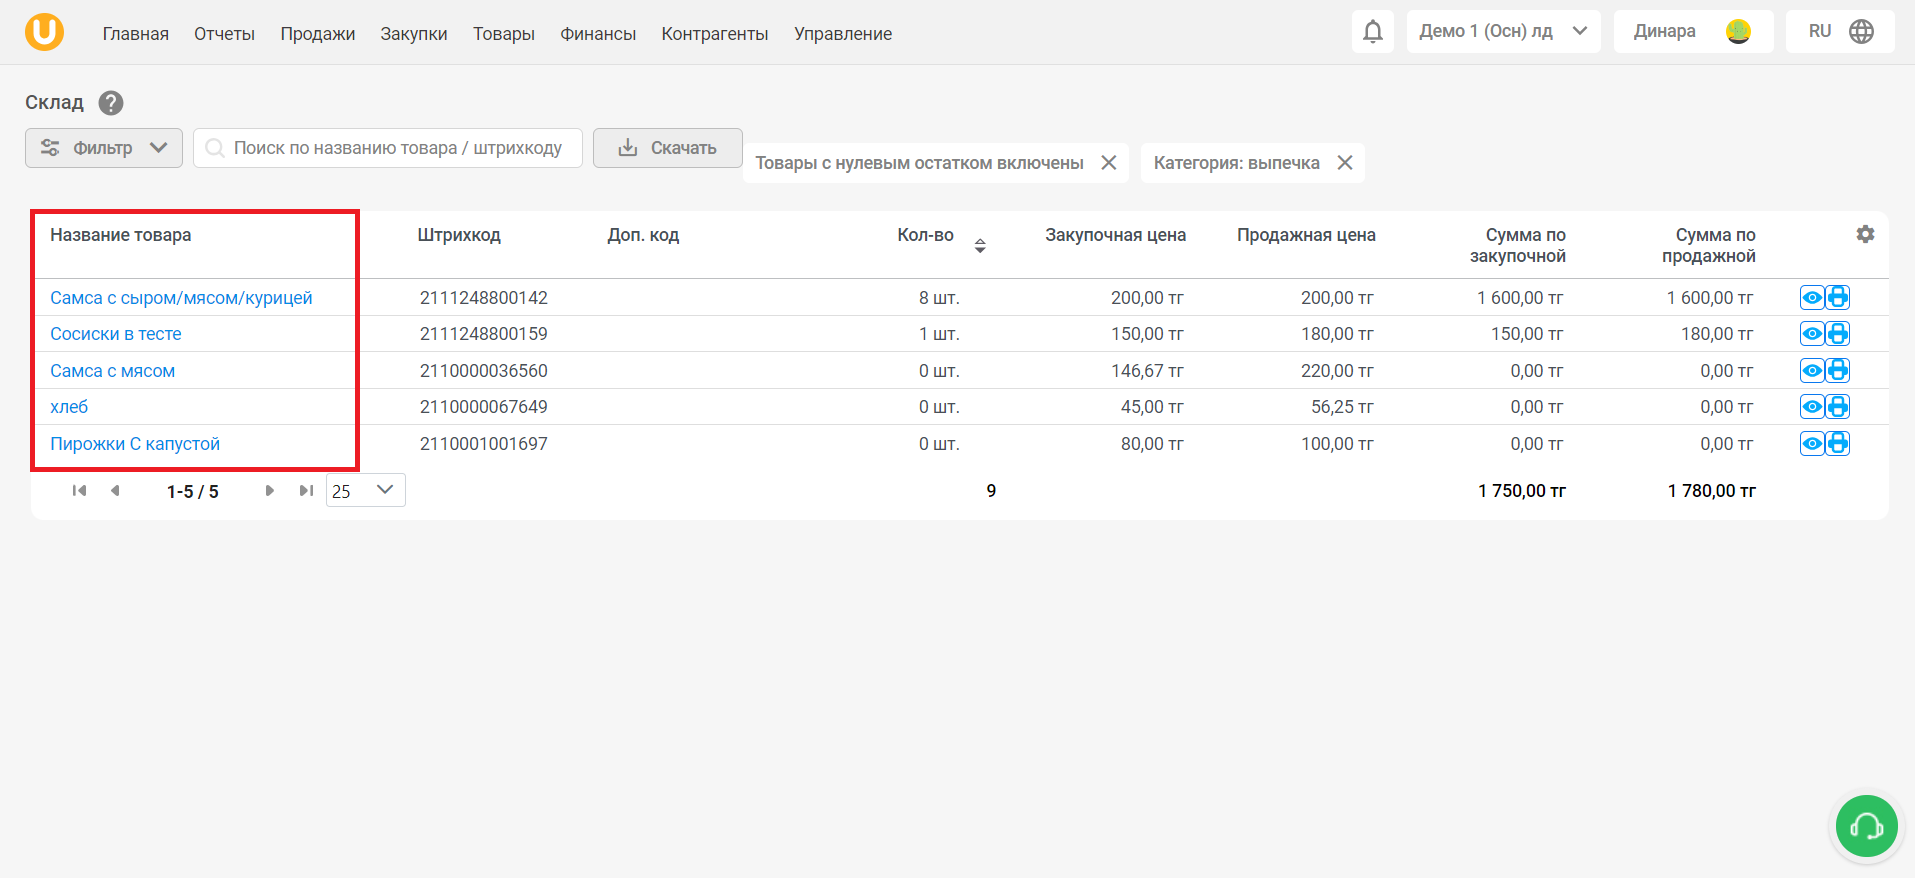 Главная Отчеты Продажи Закупки Товары Финансы Контрагенты Управление Демо 1 (Осн) лд Динара RU
Склад ?
Фильтр Поиск по названию товара / штрихкоду Скачать Товары с нулевым остатком включены Категория: выпечка
Название товара Штрихкод Доп. код Кол-во Закупочная цена Продажная цена Сумма по закупочной Сумма по продажной
Самса с сыром/мясом/курицей 2111248800142 8 шт. 200,00 тг 200,00 тг 1 600,00 тг 1 600,00 тг
Сосиски в тесте 2111248800159 1 шт. 150,00 тг 180,00 тг 150,00 тг 180,00 тг
Самса с мясом 2110000036560 0 шт. 146,67 тг 220,00 тг 0,00 тг 0,00 тг
хлеб 2110000067649 0 шт. 45,00 тг 56,25 тг 0,00 тг 0,00 тг
Пирожки С капустой 2110001001697 0 шт. 80,00 тг 100,00 тг 0,00 тг 0,00 тг
1-5 / 5 25 9 1 750,00 тг 1 780,00 тг